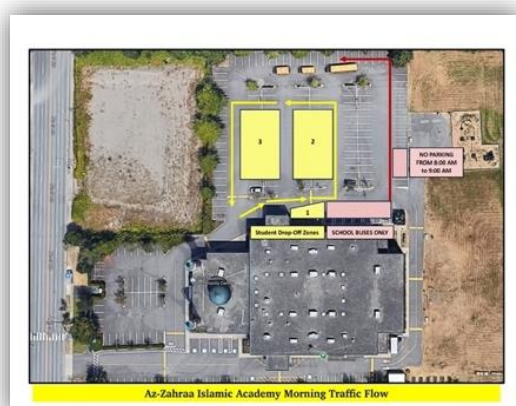 3
2
NO PARKING
FROM 8:00 AM
to 9:00 AM
1
Student Drop Off Zones
SCHOOL BUSES ONLY
Az-Zahraa Islamic Academy Morning Traffic Flow